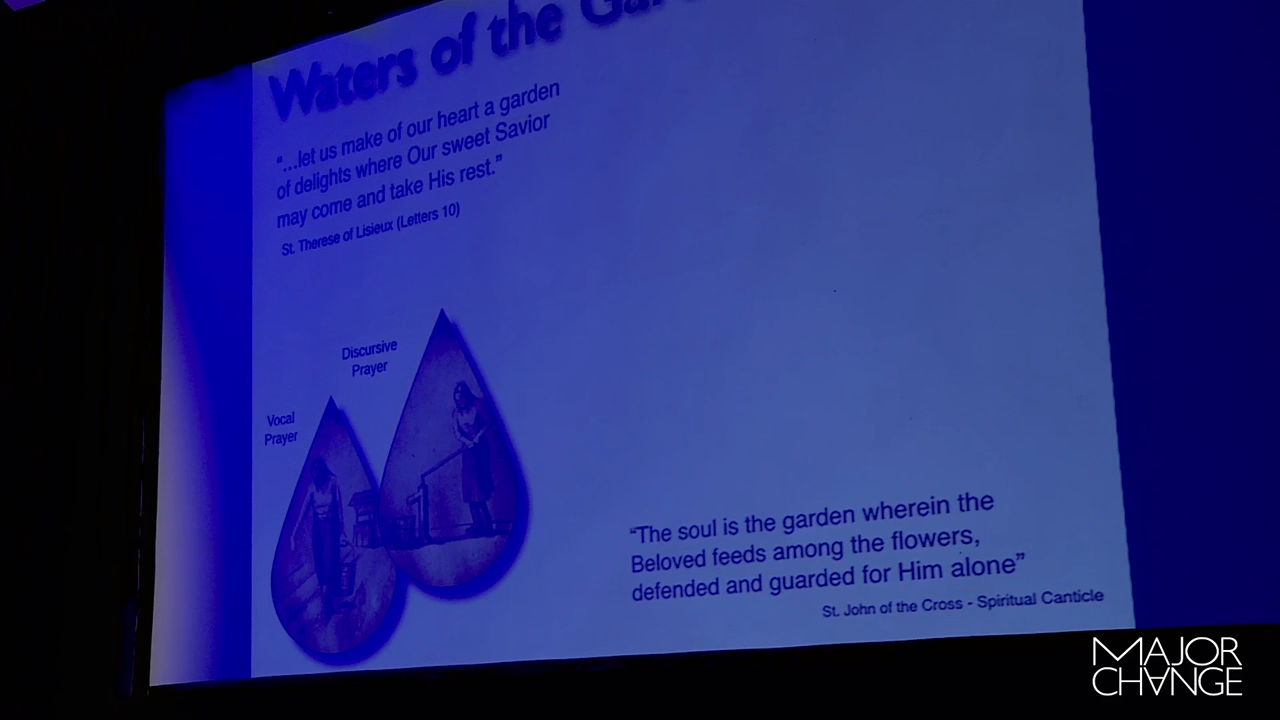 Waters of the
"...let us make of our heart a garden
of delights where Our sweet Savior
may come and take His rest."
St. Therese of Lisieux (Letters 10)
Discursive
Prayer
Vocal
Prayer
"The soul is the garden wherein the
Beloved feeds among the flowers,
defended and guarded for Him alone"
St. John of the Cross - Spiritual Canticle
MAJOR
CHANGE